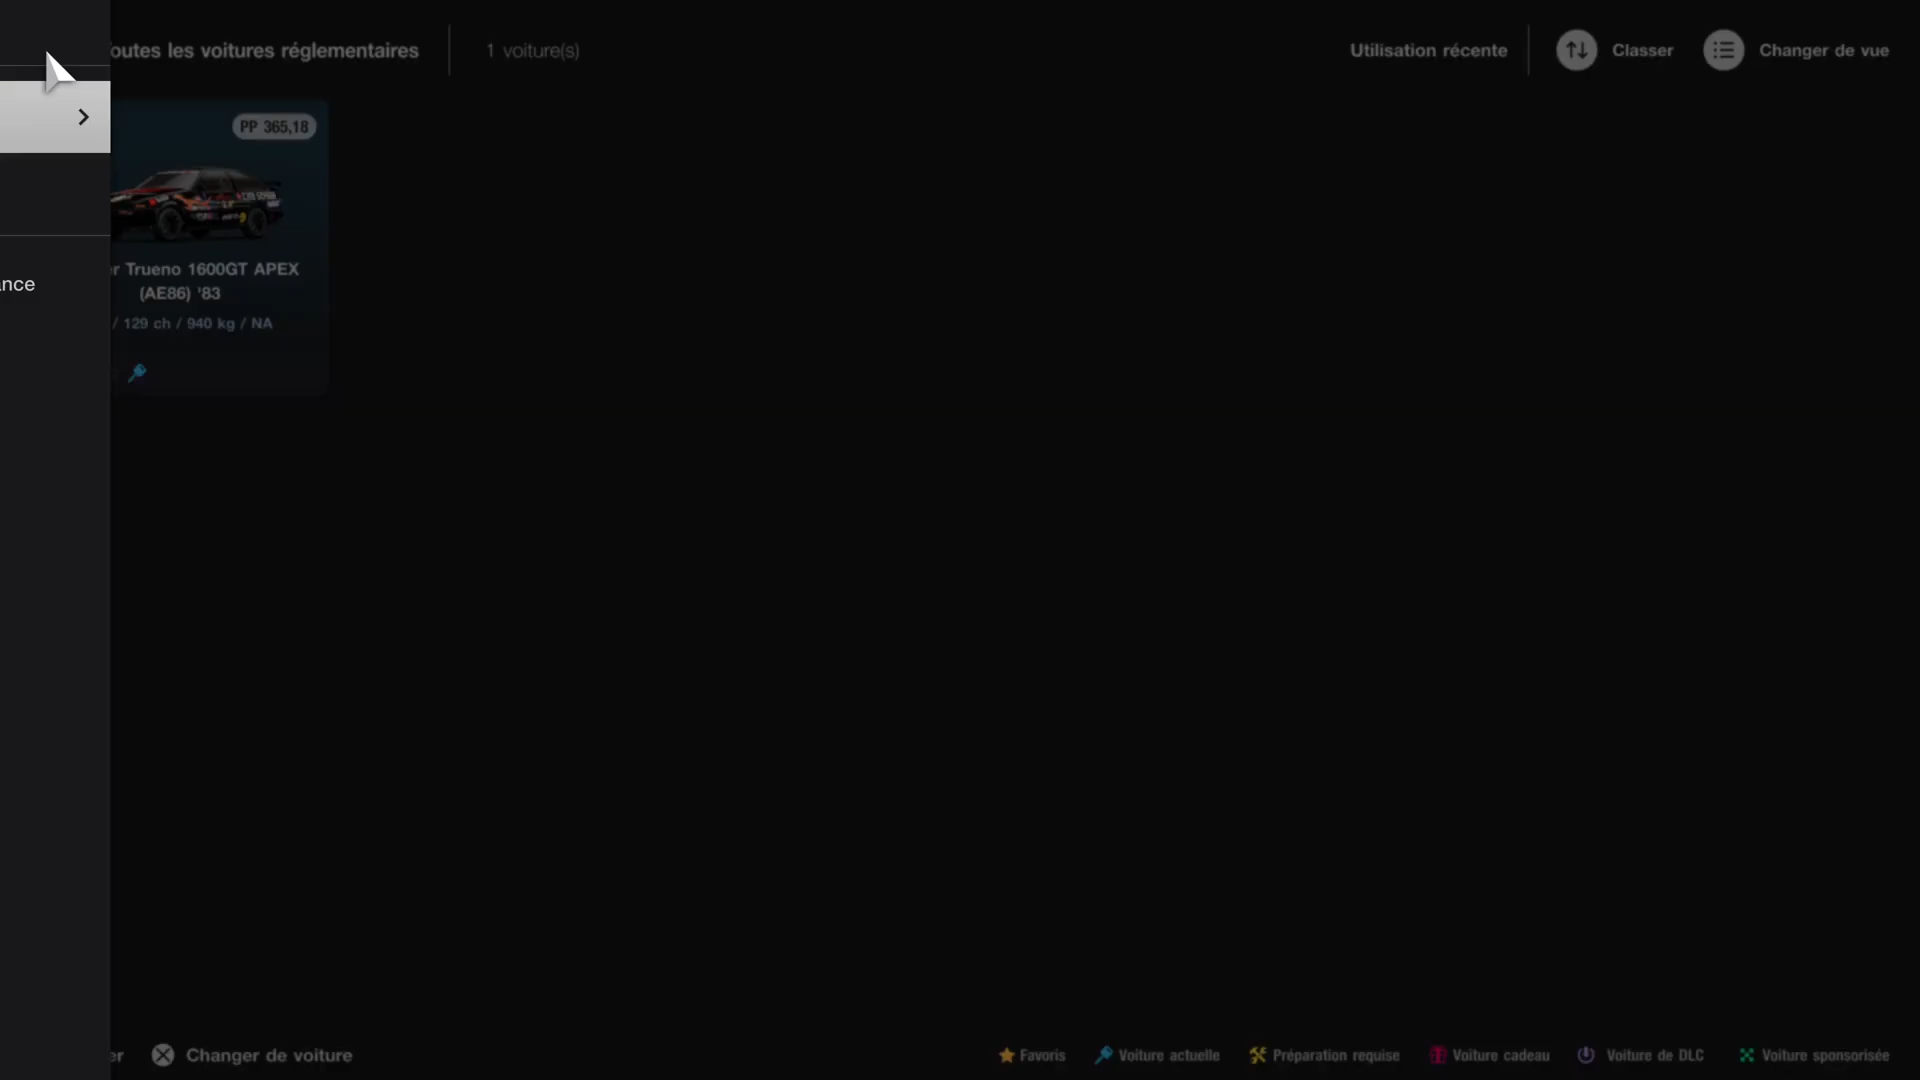 outes les voitures réglementaires
1 voiture(s)
Utilisation récente
Classer
Changer de vue
PP 365,18
r Trueno 1600GT APEX
(AE86) '83
/ 129 ch / 940 kg / NA
ance
er
Changer de voiture
Favoris
Voiture actuelle
Préparation requise
Voiture cadeau
Voiture de DLC
Voiture sponsorisée